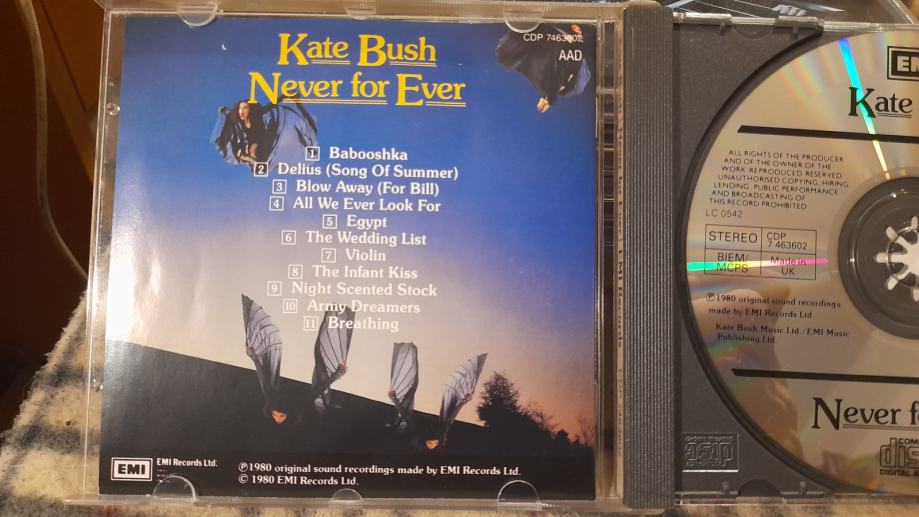 Kate Bush
Never for Ever
CDP 7463602
AAD
1 Babooshka
2 Delius (Song Of Summer)
3 Blow Away (For Bill)
4 All We Ever Look For
5 Egypt
6 The Wedding List
7 Violin
8 The Infant Kiss
9 Night Scented Stock
10 Army Dreamers
11 Breathing
EMI
EMI Records Ltd.
℗1980 original sound recordings made by EMI Records Ltd.
© 1980 EMI Records Ltd.
Kate
ALL RIGHTS OF THE PRODUCER
AND OF THE OWNER OF THE
WORK REPRODUCED RESERVED
UNAUTHORISED COPYING, HIRING
LENDING, PUBLIC PERFORMANCE
AND BROADCASTING OF
THIS RECORD PROHIBITED
LC 0542
STEREO
CDP
7 463602
BIEM/
MCPS
Made in
UK
℗1980 original sound recordings
made by EMI Records Ltd.
Kate Bush Music Ltd./EMI Music
Publishing Ltd
Never